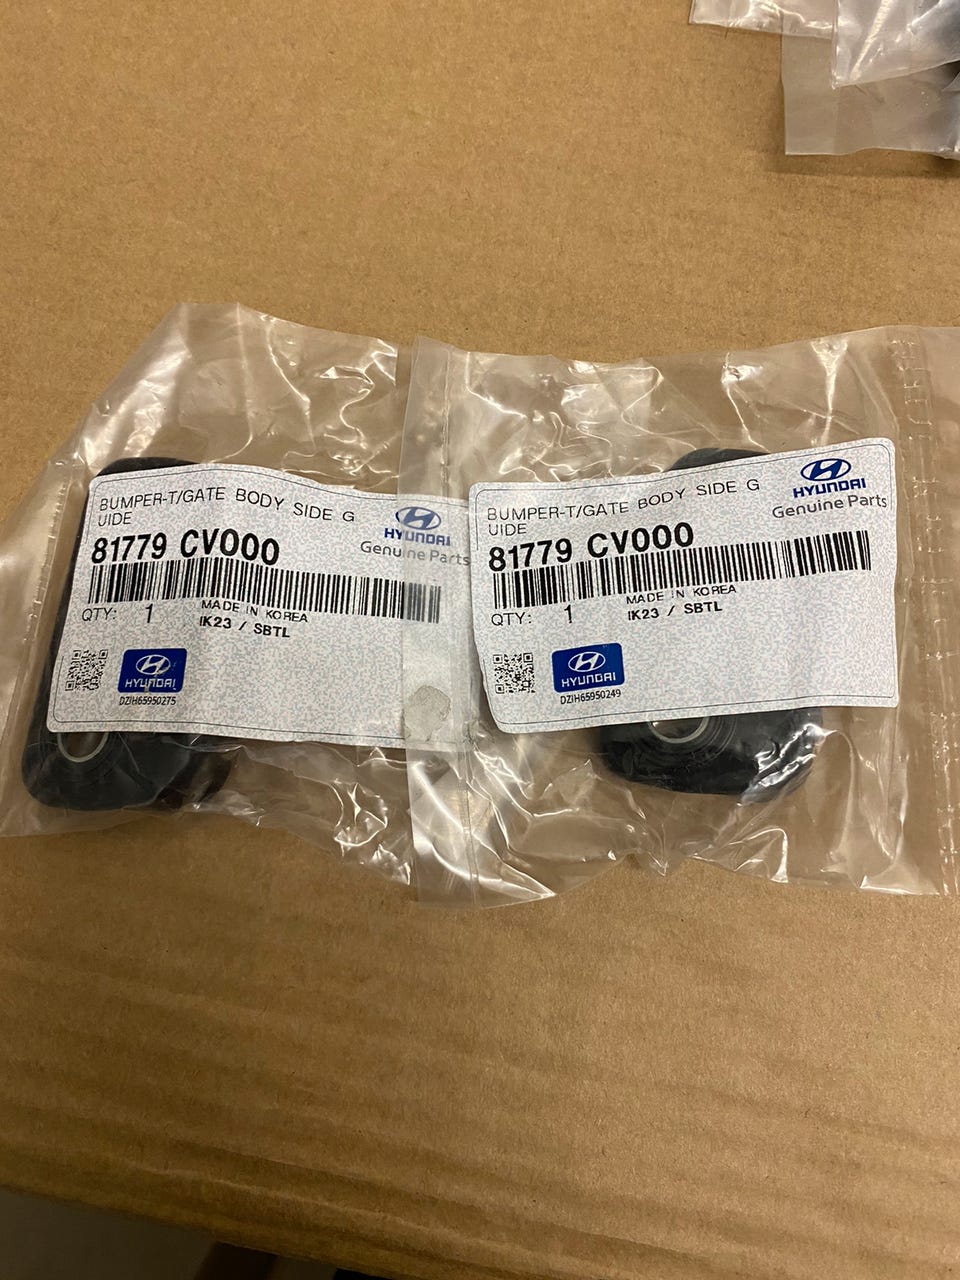 BUMPER-T/GATE BODY SIDE G
UIDE
HYUNDAI
Genuine Parts
81779 CV000
QTY: 1
MADE IN KOREA
IK23 / SBTL
HYUNDAI
DZIH65950275
BUMPER-T/GATE BODY SIDE G
UIDE
HYUNDAI
Genuine Parts
81779 CV000
QTY: 1
MADE IN KOREA
IK23 / SBTL
HYUNDAI
DZIH65950249